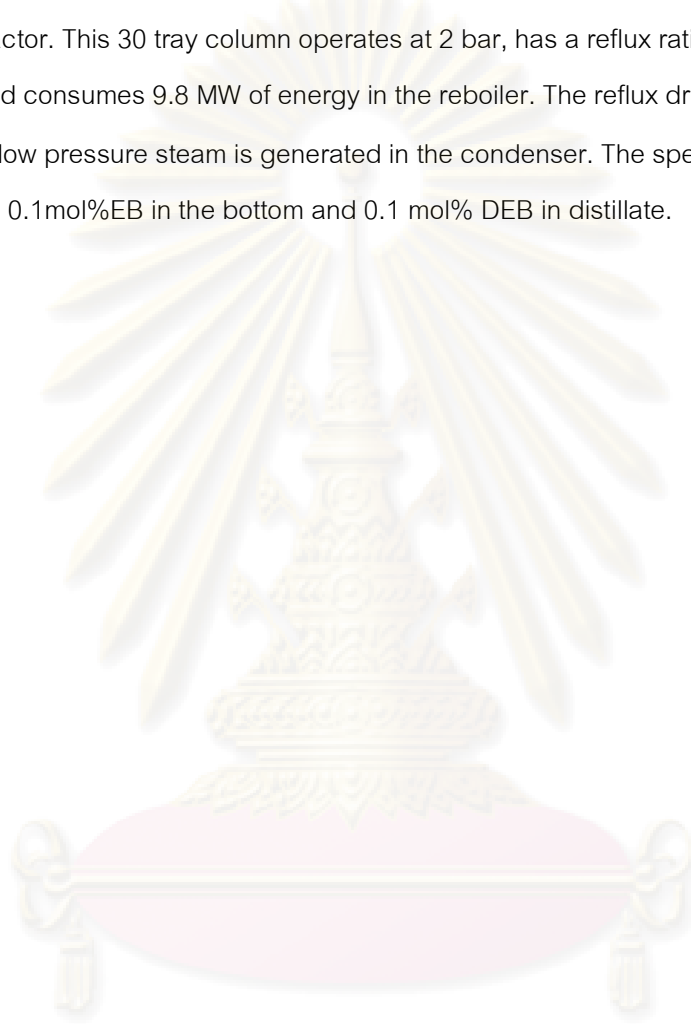 ctor. This 30 tray column operates at 2 bar, has a reflux rati
d consumes 9.8 MW of energy in the reboiler. The reflux dr
low pressure steam is generated in the condenser. The spe
0.1mol%EB in the bottom and 0.1 mol% DEB in distillate.